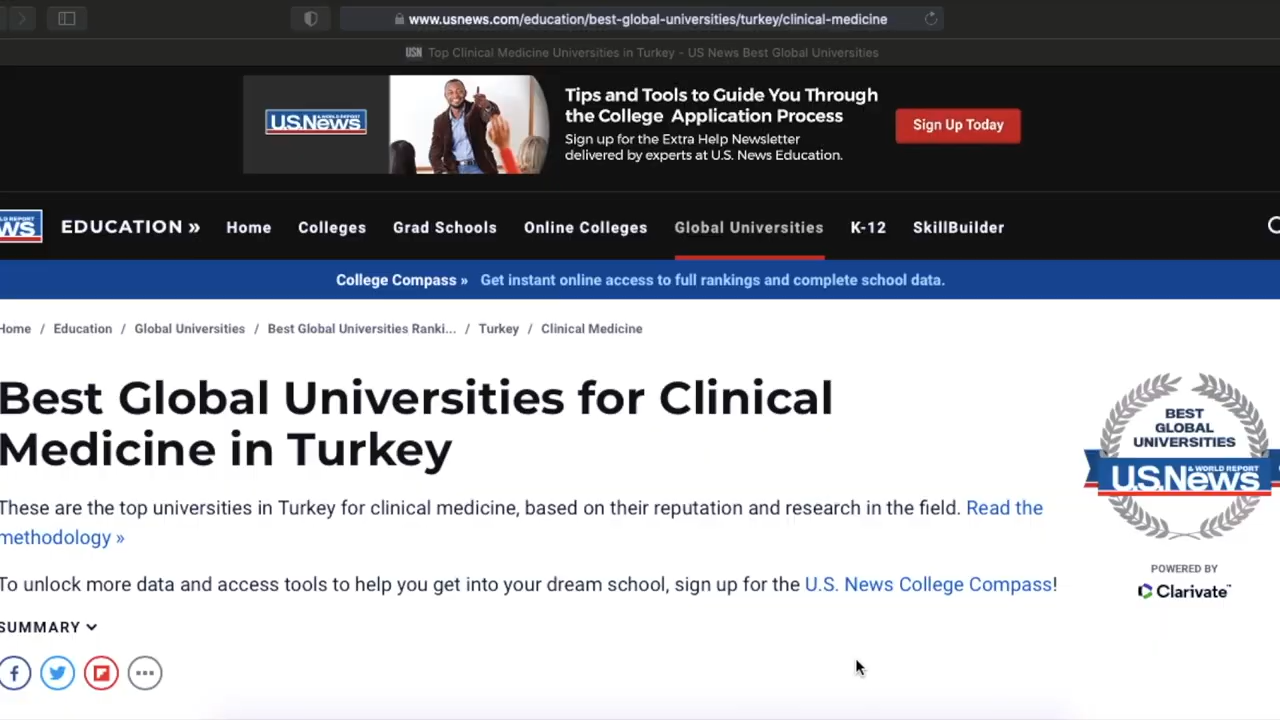 www.usnews.com/education/best-global-universities/turkey/clinical-medicine
USN Top Clinical Medicine Universities in Turkey - US News Best Global Universities
U.S.News
Tips and Tools to Guide You Through
the College Application Process
Sign up for the Extra Help Newsletter
delivered by experts at U.S. News Education.
Sign Up Today
EDUCATION » Home Colleges Grad Schools Online Colleges Global Universities K-12 SkillBuilder
College Compass » Get instant online access to full rankings and complete school data.
Home / Education / Global Universities / Best Global Universities Ranki... / Turkey / Clinical Medicine
Best Global Universities for Clinical
Medicine in Turkey
These are the top universities in Turkey for clinical medicine, based on their reputation and research in the field. Read the
methodology »
To unlock more data and access tools to help you get into your dream school, sign up for the U.S. News College Compass!
SUMMARY
BEST
GLOBAL
UNIVERSITIES
U.S.News & WORLD REPORT
POWERED BY
Clarivate™